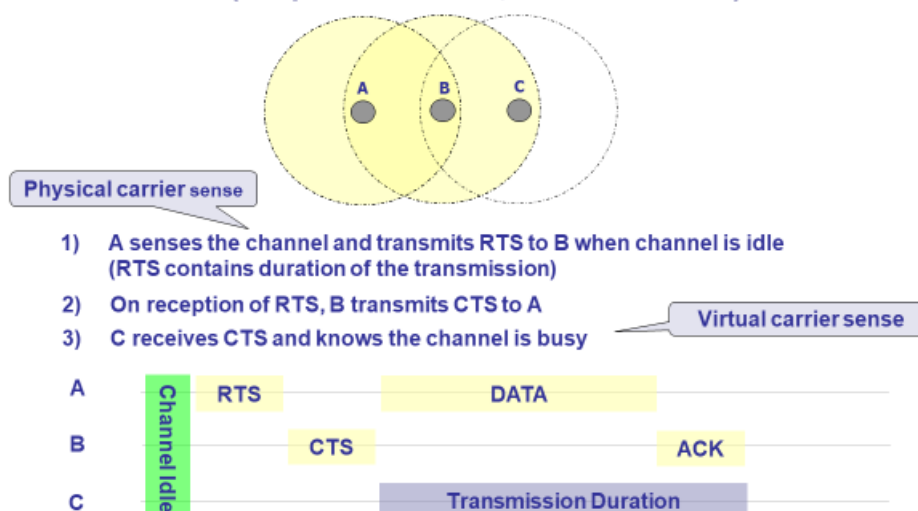 A B C
Physical carrier sense
1) A senses the channel and transmits RTS to B when channel is idle
(RTS contains duration of the transmission)
2) On reception of RTS, B transmits CTS to A
3) C receives CTS and knows the channel is busy
Virtual carrier sense
A RTS DATA
B CTS ACK
C Transmission Duration
Channel Idle